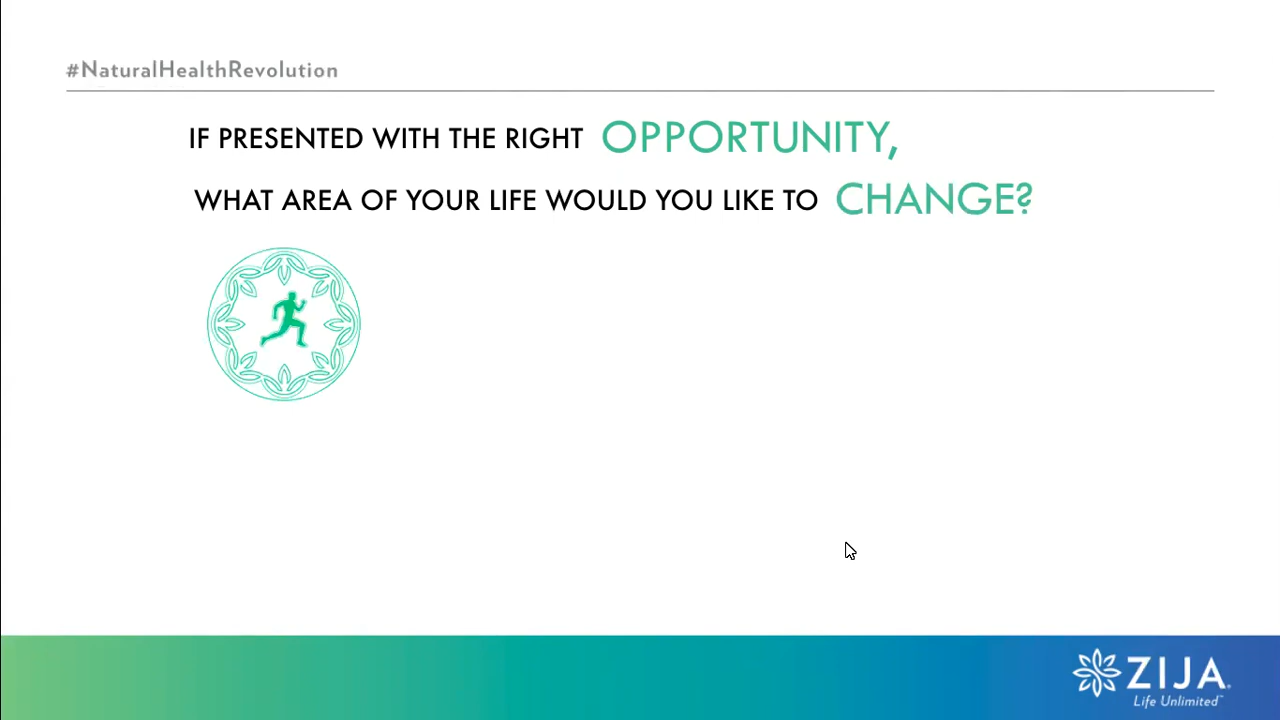 #NaturalHealthRevolution
IF PRESENTED WITH THE RIGHT OPPORTUNITY,
WHAT AREA OF YOUR LIFE WOULD YOU LIKE TO CHANGE?
ZIJA
Life Unlimited™